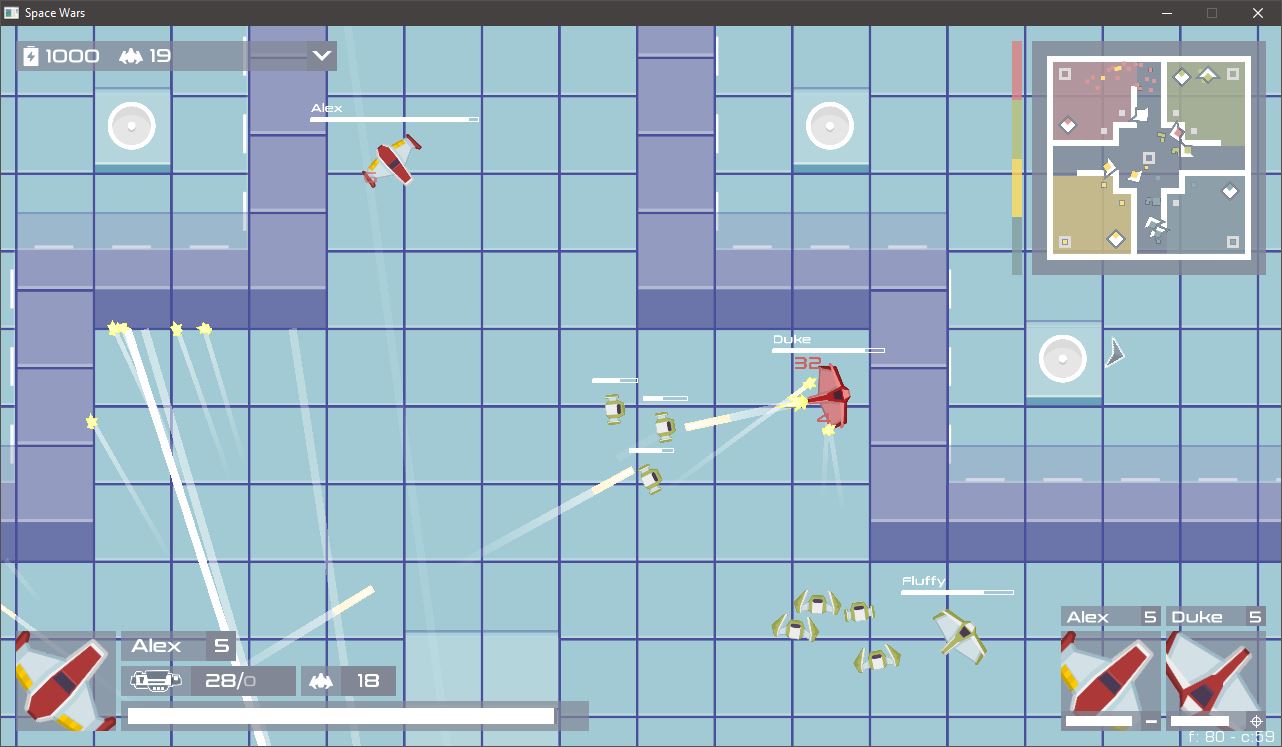 Space Wars
1000 19
Alex
Duke
32
4
Fluffy
Alex 5
28/0 18
Alex 5 Duke 5
f: 80 - c:59